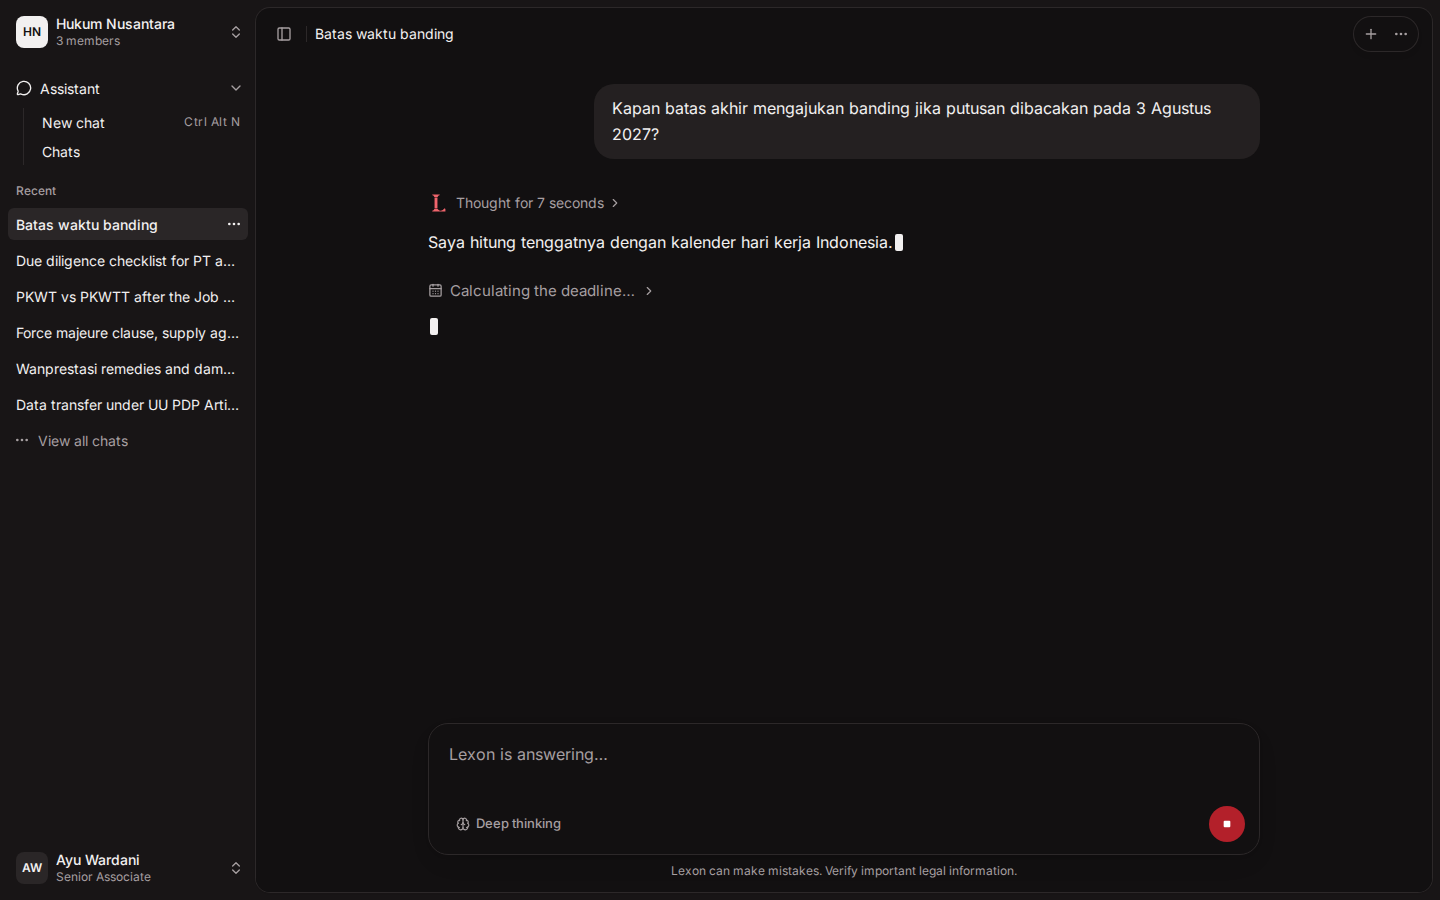 HN
Hukum Nusantara
3 members
Assistant
New chat
Ctrl Alt N
Chats
Recent
Batas waktu banding
Due diligence checklist for PT a...
PKWT vs PKWTT after the Job ...
Force majeure clause, supply ag...
Wanprestasi remedies and dam...
Data transfer under UU PDP Arti...
View all chats
AW
Ayu Wardani
Senior Associate
Batas waktu banding
Kapan batas akhir mengajukan banding jika putusan dibacakan pada 3 Agustus
2027?
L Thought for 7 seconds
Saya hitung tenggatnya dengan kalender hari kerja Indonesia.
Calculating the deadline...
Lexon is answering...
Deep thinking
Lexon can make mistakes. Verify important legal information.